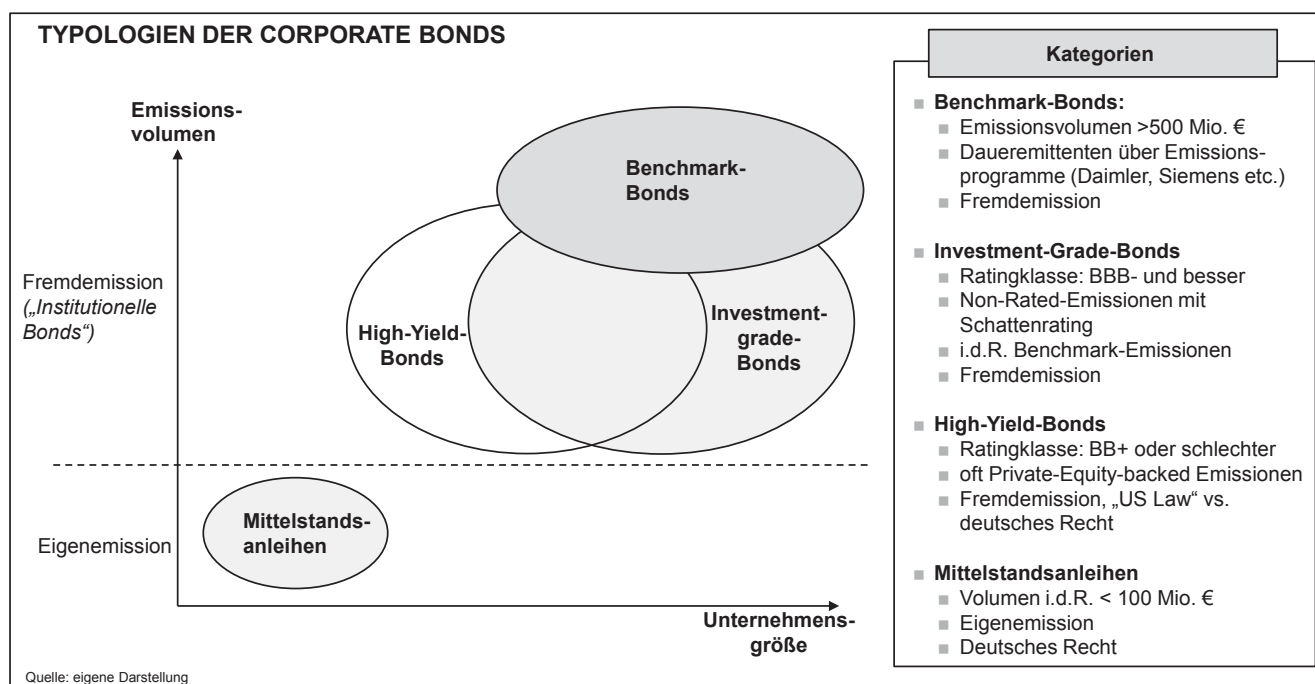 TYPOLOGIEN DER CORPORATE BONDS
Emissions-
volumen
Fremdemission
(„Institutionelle
Bonds“)
Eigenemission
Benchmark-
Bonds
High-Yield-
Bonds
Investment-
grade-
Bonds
Mittelstands-
anleihen
Unternehmens-
größe
Quelle: eigene Darstellung
Kategorien
Benchmark-Bonds:
Emissionsvolumen >500 Mio. €
Daueremittenten über Emissions-
programme (Daimler, Siemens etc.)
Fremdemission
Investment-Grade-Bonds
Ratingklasse: BBB- und besser
Non-Rated-Emissionen mit
Schattenrating
i.d.R. Benchmark-Emissionen
Fremdemission
High-Yield-Bonds
Ratingklasse: BB+ oder schlechter
oft Private-Equity-backed Emissionen
Fremdemission, „US Law“ vs.
deutsches Recht
Mittelstandsanleihen
Volumen i.d.R. < 100 Mio. €
Eigenemission
Deutsches Recht